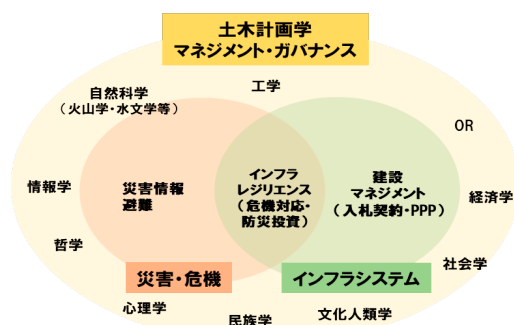 土木計画学
マネジメント・ガバナンス
自然科学
（火山学・水文学等）
工学
OR
情報学
災害情報
避難
インフラ
レジリエンス
（危機対応・
防災投資）
建設
マネジメント
（入札契約・PPP）
経済学
哲学
社会学
災害・危機
インフラシステム
心理学
民族学
文化人類学